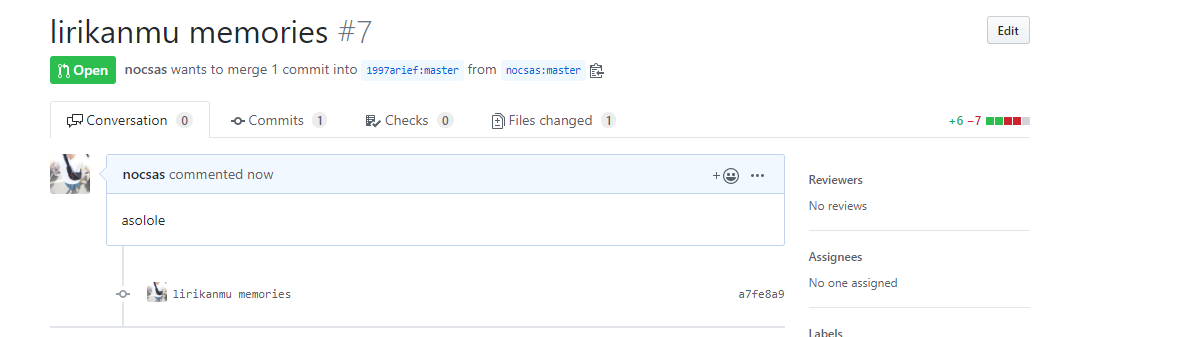 lirikanmu memories #7
Edit
Open nocsas wants to merge 1 commit into 1997arief:master from nocsas:master
Conversation 0 Commits 1 Checks 0 Files changed 1 +6 −7
nocsas commented now
asolole
lirikanmu memories a7fe8a9
Reviewers
No reviews
Assignees
No one assigned
Labels